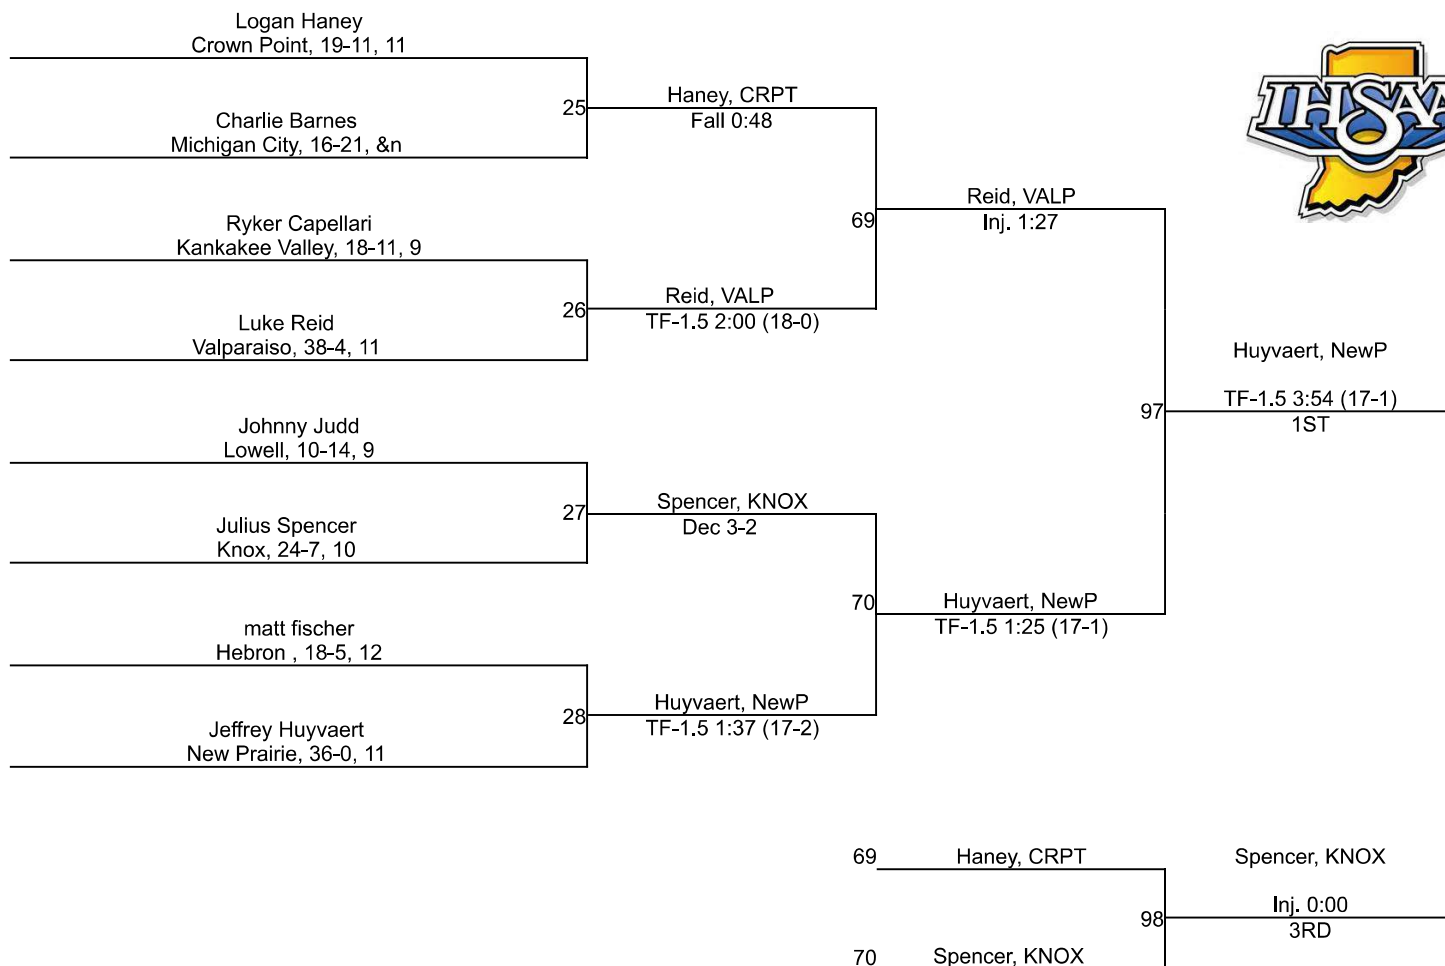 Logan Haney
Crown Point, 19-11, 11
25
Haney, CRPT
Fall 0:48
Charlie Barnes
Michigan City, 16-21, &n
IHSAA
69
Reid, VALP
Inj. 1:27
Ryker Capellari
Kankakee Valley, 18-11, 9
26
Reid, VALP
TF-1.5 2:00 (18-0)
Luke Reid
Valparaiso, 38-4, 11
97
Huyvaert, NewP
TF-1.5 3:54 (17-1)
1ST
Johnny Judd
Lowell, 10-14, 9
27
Spencer, KNOX
Dec 3-2
Julius Spencer
Knox, 24-7, 10
70
Huyvaert, NewP
TF-1.5 1:25 (17-1)
matt fischer
Hebron , 18-5, 12
28
Huyvaert, NewP
TF-1.5 1:37 (17-2)
Jeffrey Huyvaert
New Prairie, 36-0, 11
69
Haney, CRPT
Spencer, KNOX
98
Inj. 0:00
3RD
70
Spencer, KNOX